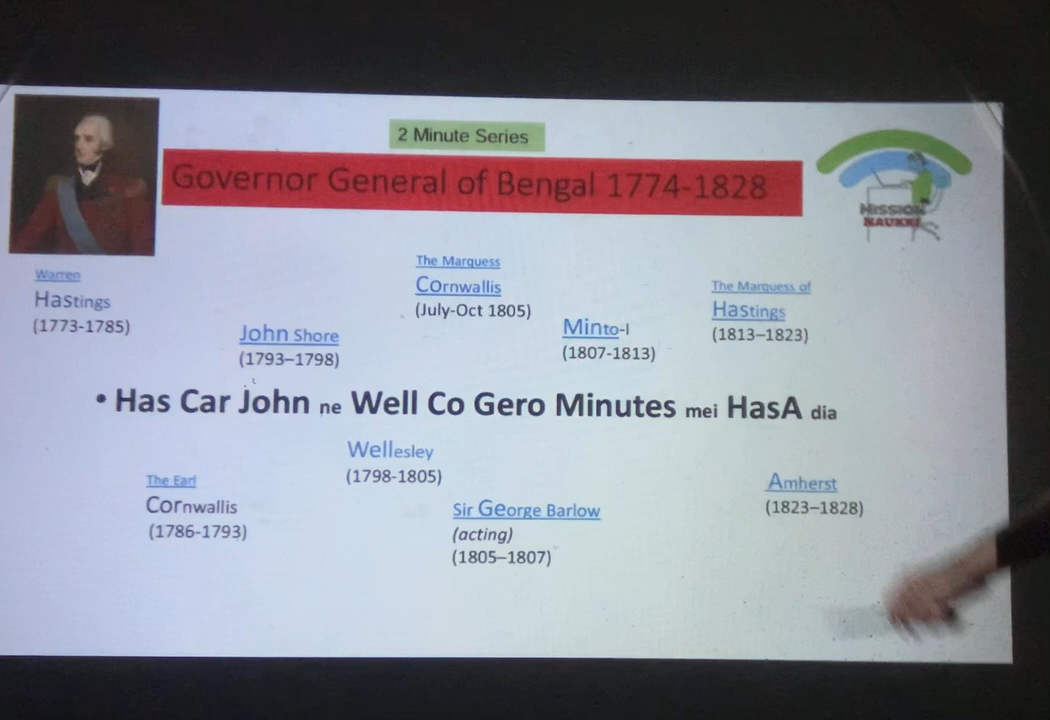 2 Minute Series
Governor General of Bengal 1774-1828
MISSION
NAUKRI
Warren
Hastings
(1773-1785)
John Shore
(1793–1798)
The Marquess
Cornwallis
(July-Oct 1805)
Minto-I
(1807-1813)
The Marquess of
Hastings
(1813–1823)
• Has Car John ne Well Co Gero Minutes mei HasA dia
The Earl
Cornwallis
(1786-1793)
Wellesley
(1798-1805)
Sir George Barlow
(acting)
(1805–1807)
Amherst
(1823–1828)